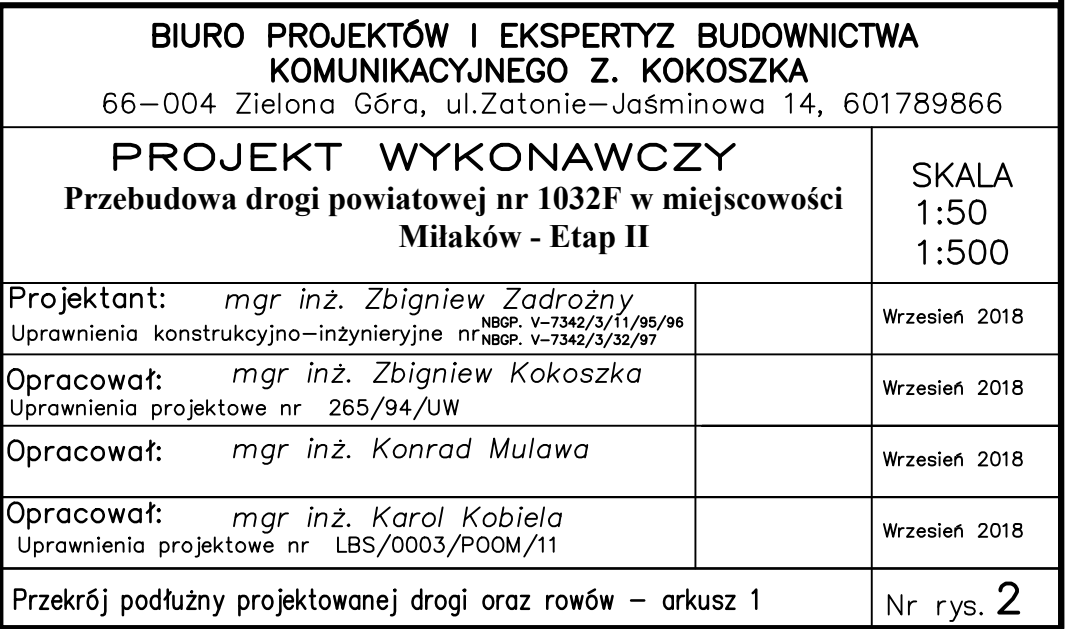 BIURO PROJEKTÓW I EKSPERTYZ BUDOWNICTWA
KOMUNIKACYJNEGO Z. KOKOSZKA
66-004 Zielona Góra, ul.Zatonie-Jaśminowa 14, 601789866
PROJEKT WYKONAWCZY
Przebudowa drogi powiatowej nr 1032F w miejscowości
Miłaków - Etap II
SKALA
1:50
1:500
Projektant: mgr inż. Zbigniew Zadrożny
Uprawnienia konstrukcyjno-inżynieryjne nr NBGP. V-7342/3/11/95/96
NBGP. V-7342/3/32/97
Wrzesień 2018
Opracował: mgr inż. Zbigniew Kokoszka
Uprawnienia projektowe nr 265/94/UW
Wrzesień 2018
Opracował: mgr inż. Konrad Mulawa
Wrzesień 2018
Opracował: mgr inż. Karol Kobiela
Uprawnienia projektowe nr LBS/0003/POOM/11
Wrzesień 2018
Przekrój podłużny projektowanej drogi oraz rowów - arkusz 1
Nr rys. 2